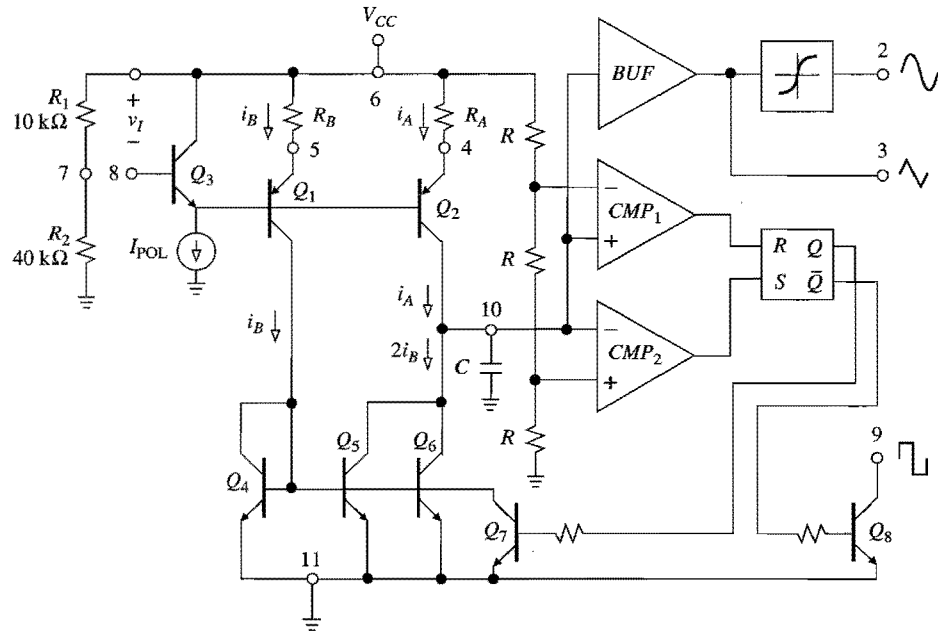 V_CC
6
R_1
10 kΩ
+
v_I
−
7
8
Q_3
R_2
40 kΩ
I_POL
i_B
R_B
5
Q_1
i_A
R_A
4
Q_2
R
R
R
BUF
2
3
−
CMP_1
+
−
CMP_2
+
R Q
S Q̄
i_B
i_A
10
2i_B
C
Q_4
Q_5
Q_6
Q_7
9
Q_8
11